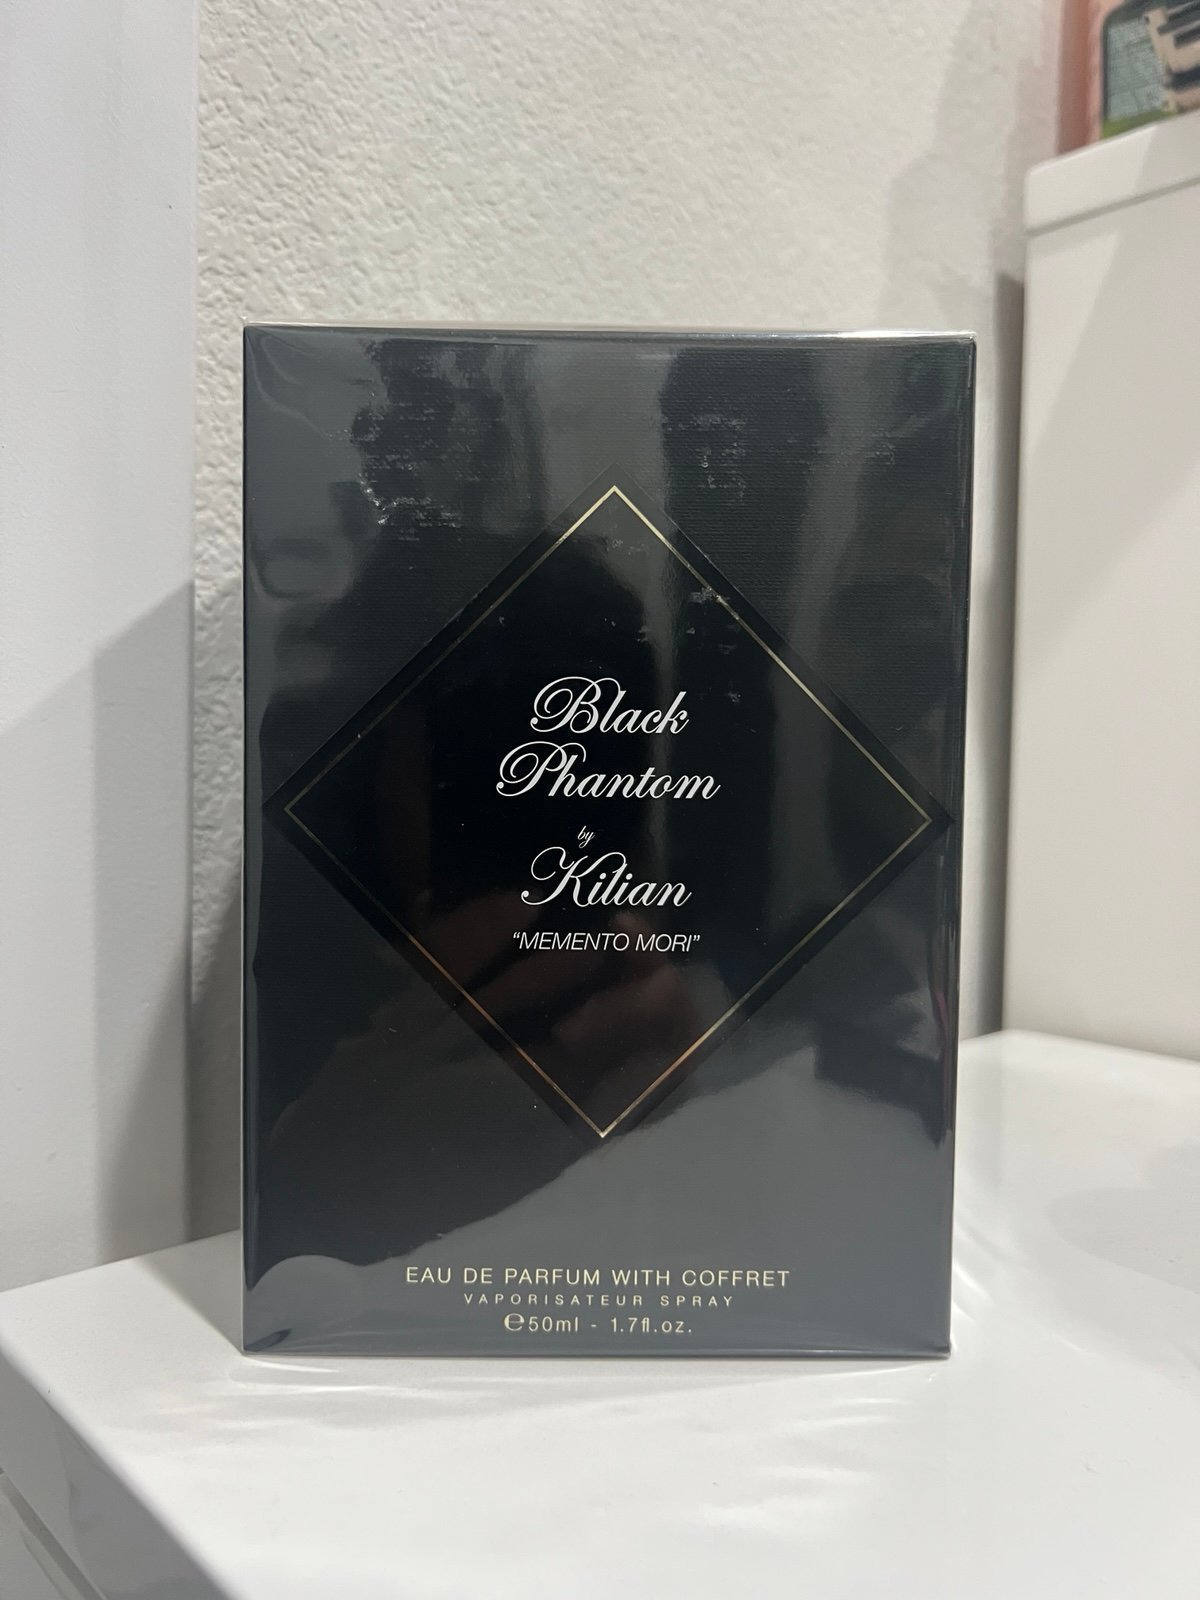 Black
Phantom
by
Kilian
“MEMENTO MORI”
EAU DE PARFUM WITH COFFRET
VAPORISATEUR SPRAY
℮50ml - 1.7fl.oz.